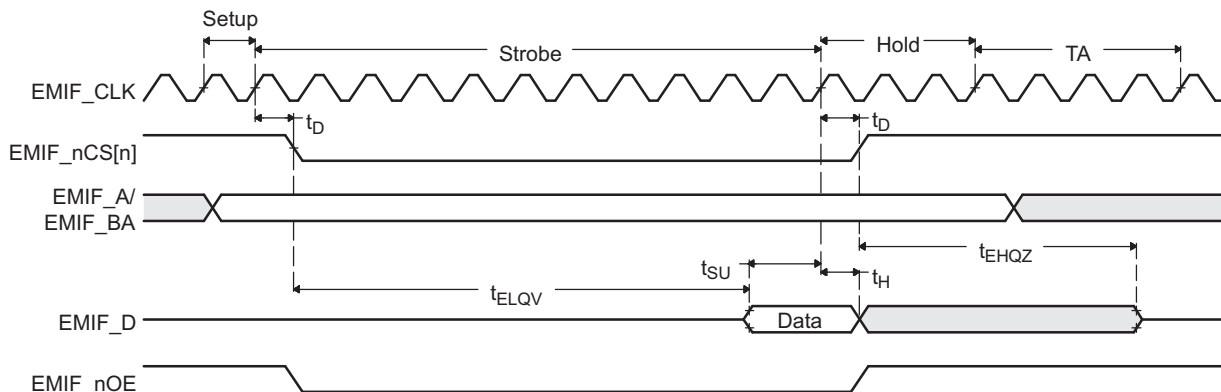 Setup
Strobe
Hold
TA
EMIF_CLK
tD
tD
EMIF_nCS[n]
EMIF_A/
EMIF_BA
tSU
tH
tEHQZ
tELQV
EMIF_D
Data
EMIF_nOE